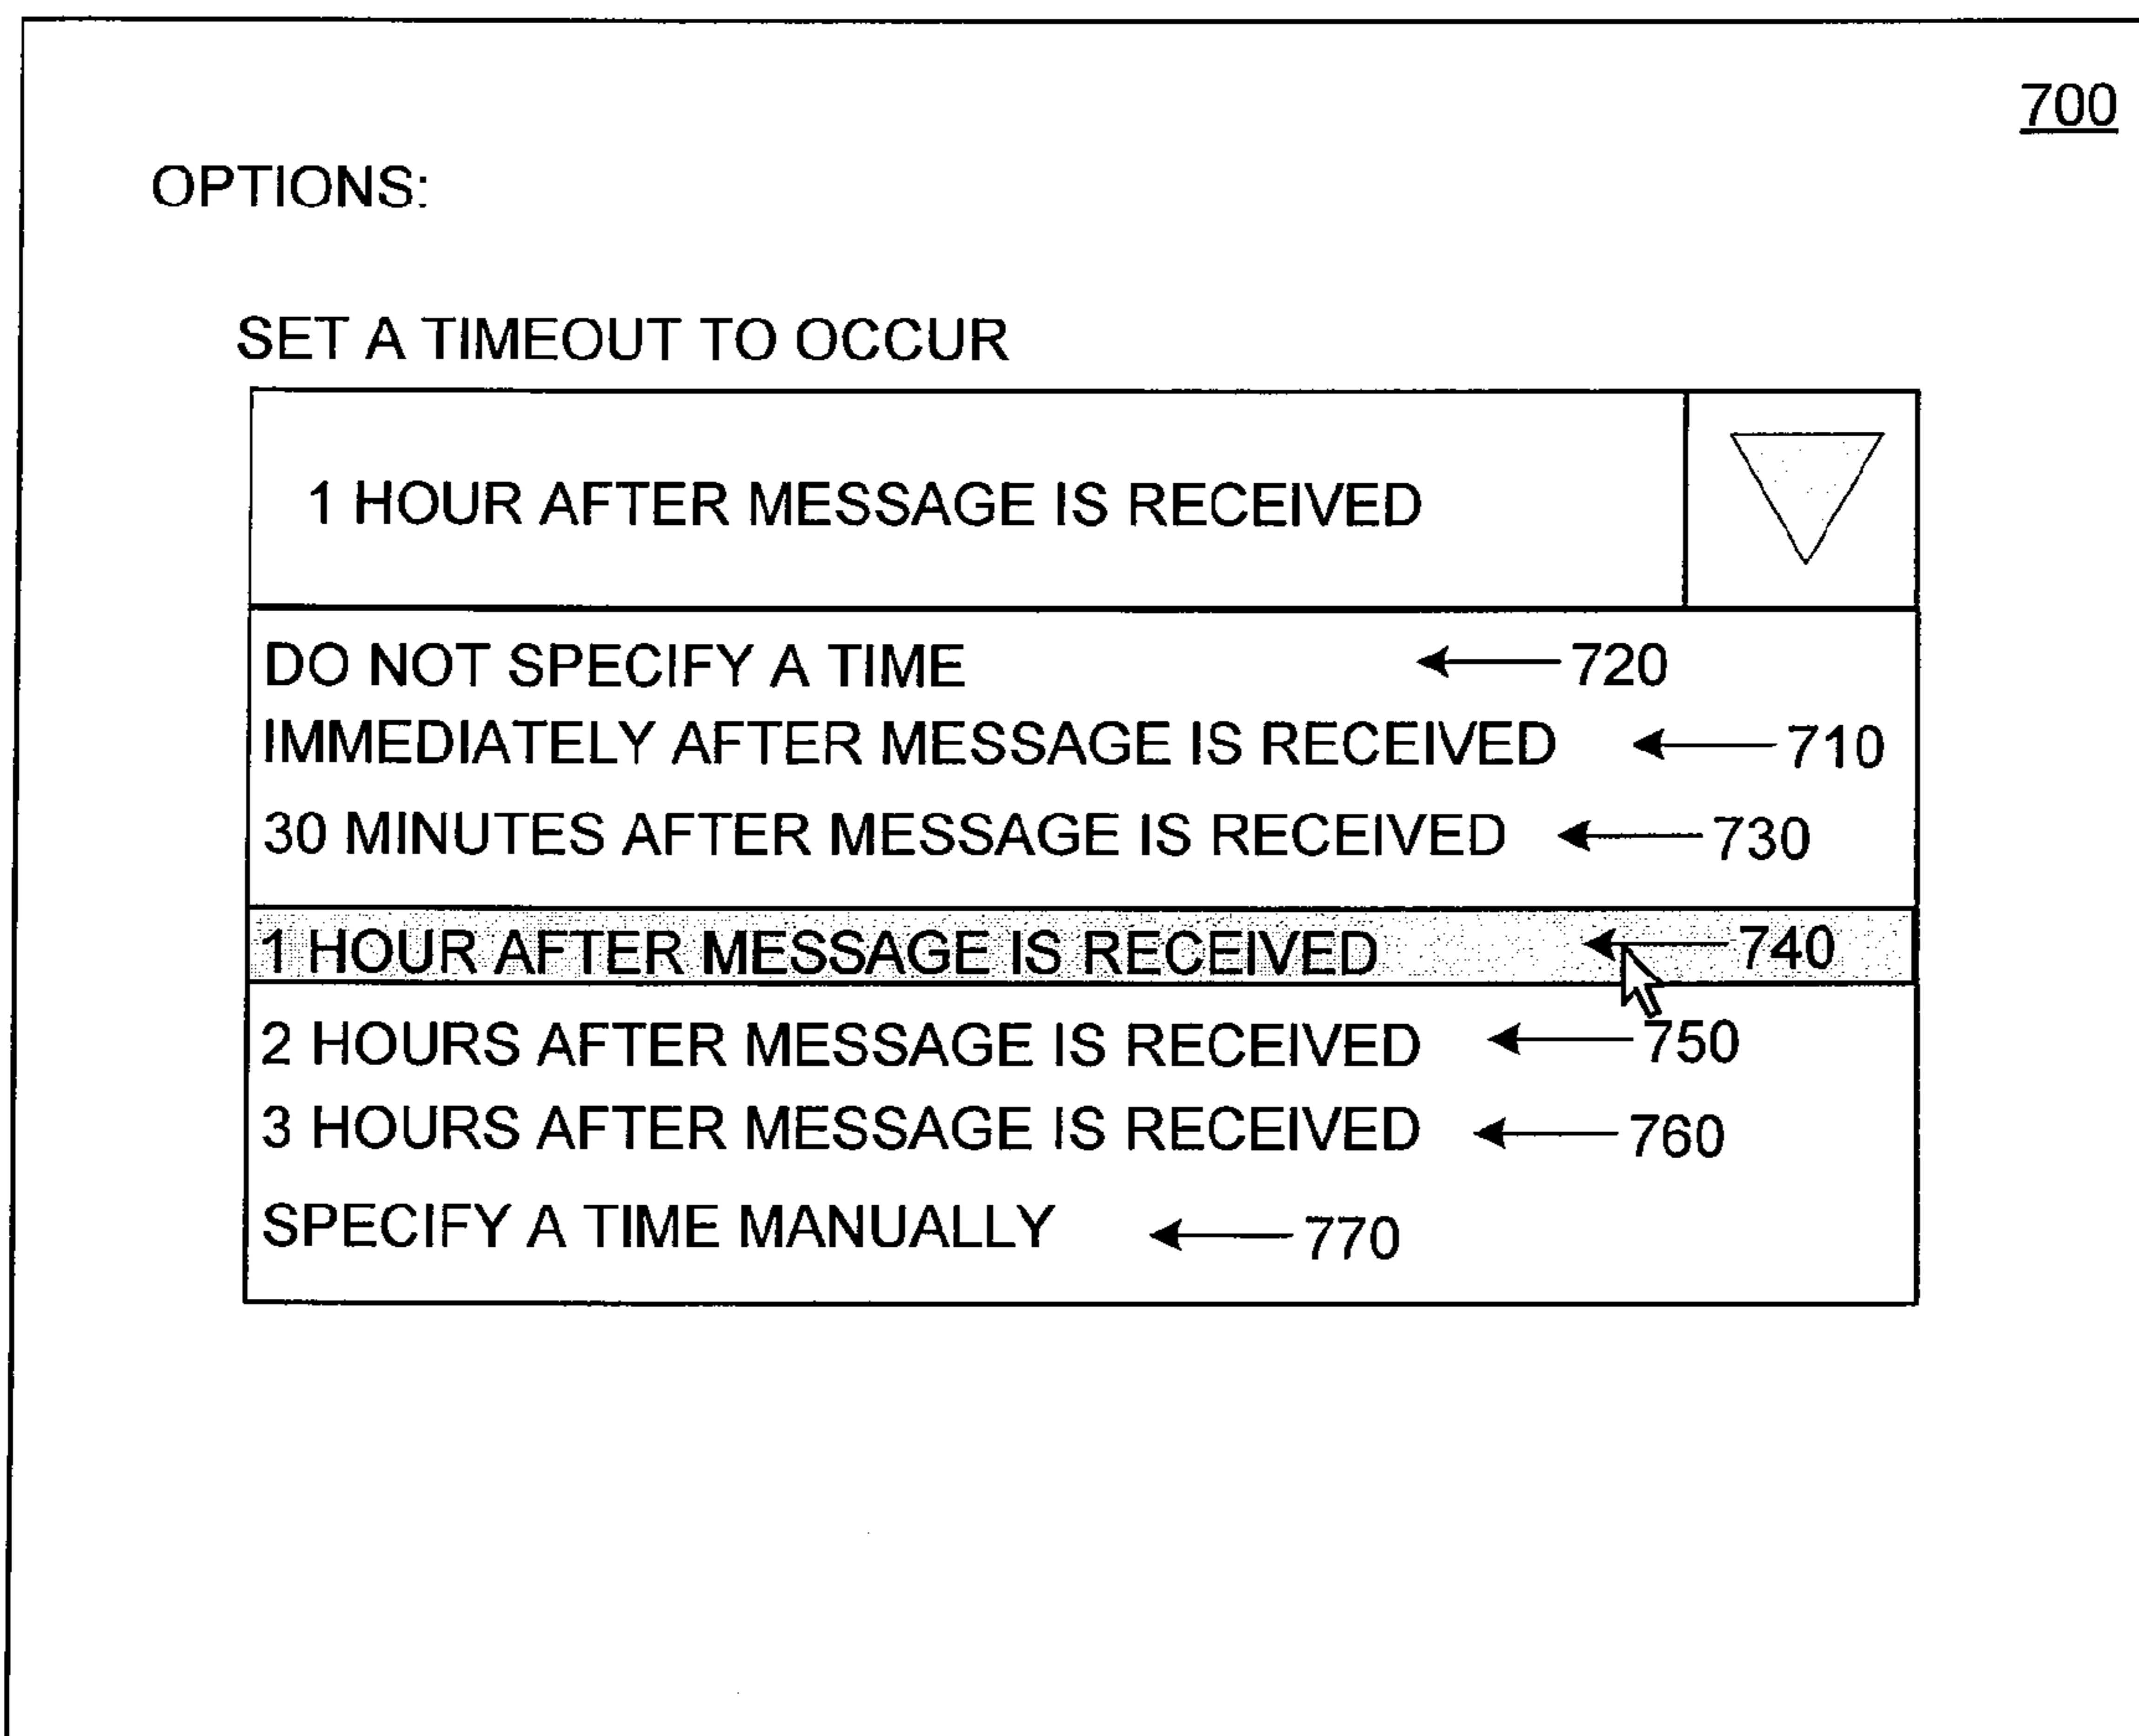 700
OPTIONS:
SET A TIMEOUT TO OCCUR
1 HOUR AFTER MESSAGE IS RECEIVED
DO NOT SPECIFY A TIME 720
IMMEDIATELY AFTER MESSAGE IS RECEIVED 710
30 MINUTES AFTER MESSAGE IS RECEIVED 730
1 HOUR AFTER MESSAGE IS RECEIVED 740
2 HOURS AFTER MESSAGE IS RECEIVED 750
3 HOURS AFTER MESSAGE IS RECEIVED 760
SPECIFY A TIME MANUALLY 770